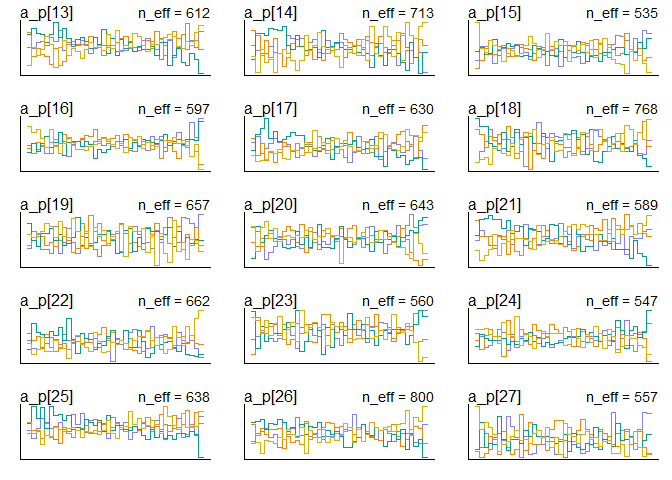 a_p[13] n_eff = 612 a_p[14] n_eff = 713 a_p[15] n_eff = 535
a_p[16] n_eff = 597 a_p[17] n_eff = 630 a_p[18] n_eff = 768
a_p[19] n_eff = 657 a_p[20] n_eff = 643 a_p[21] n_eff = 589
a_p[22] n_eff = 662 a_p[23] n_eff = 560 a_p[24] n_eff = 547
a_p[25] n_eff = 638 a_p[26] n_eff = 800 a_p[27] n_eff = 557